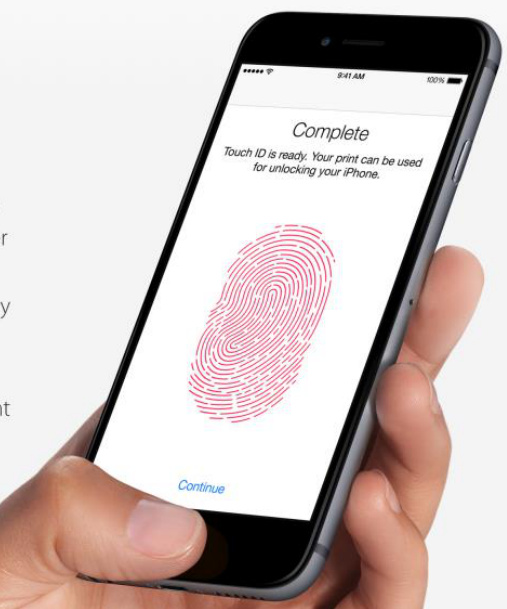 9:41 AM
100%
Complete
Touch ID is ready. Your print can be used
for unlocking your iPhone.
Continue